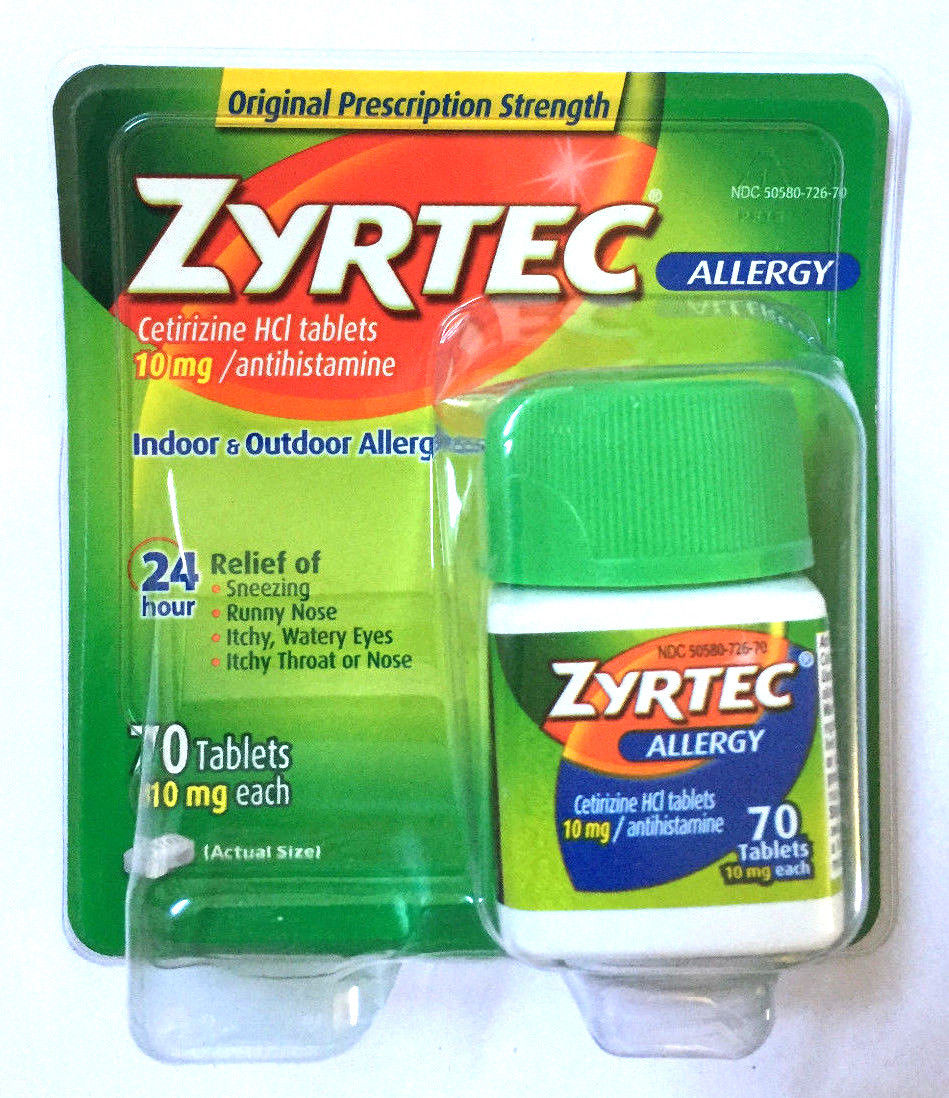 Original Prescription Strength
NDC 50580-726-70
ZYRTEC®
ALLERGY
Cetirizine HCl tablets
10 mg /antihistamine
Indoor & Outdoor Allerg
24 hour
Relief of
• Sneezing
• Runny Nose
• Itchy, Watery Eyes
• Itchy Throat or Nose
70 Tablets
10 mg each
(Actual Size)
NDC 50580-726-70
ZYRTEC®
ALLERGY
Cetirizine HCl tablets
10 mg / antihistamine
70
Tablets
10 mg each